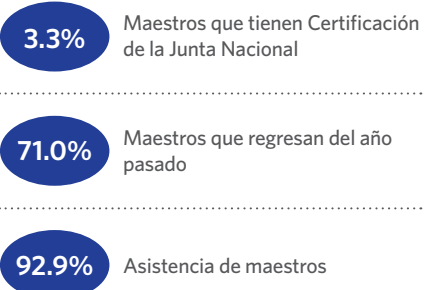 3.3%
Maestros que tienen Certificación
de la Junta Nacional
71.0%
Maestros que regresan del año
pasado
92.9%
Asistencia de maestros